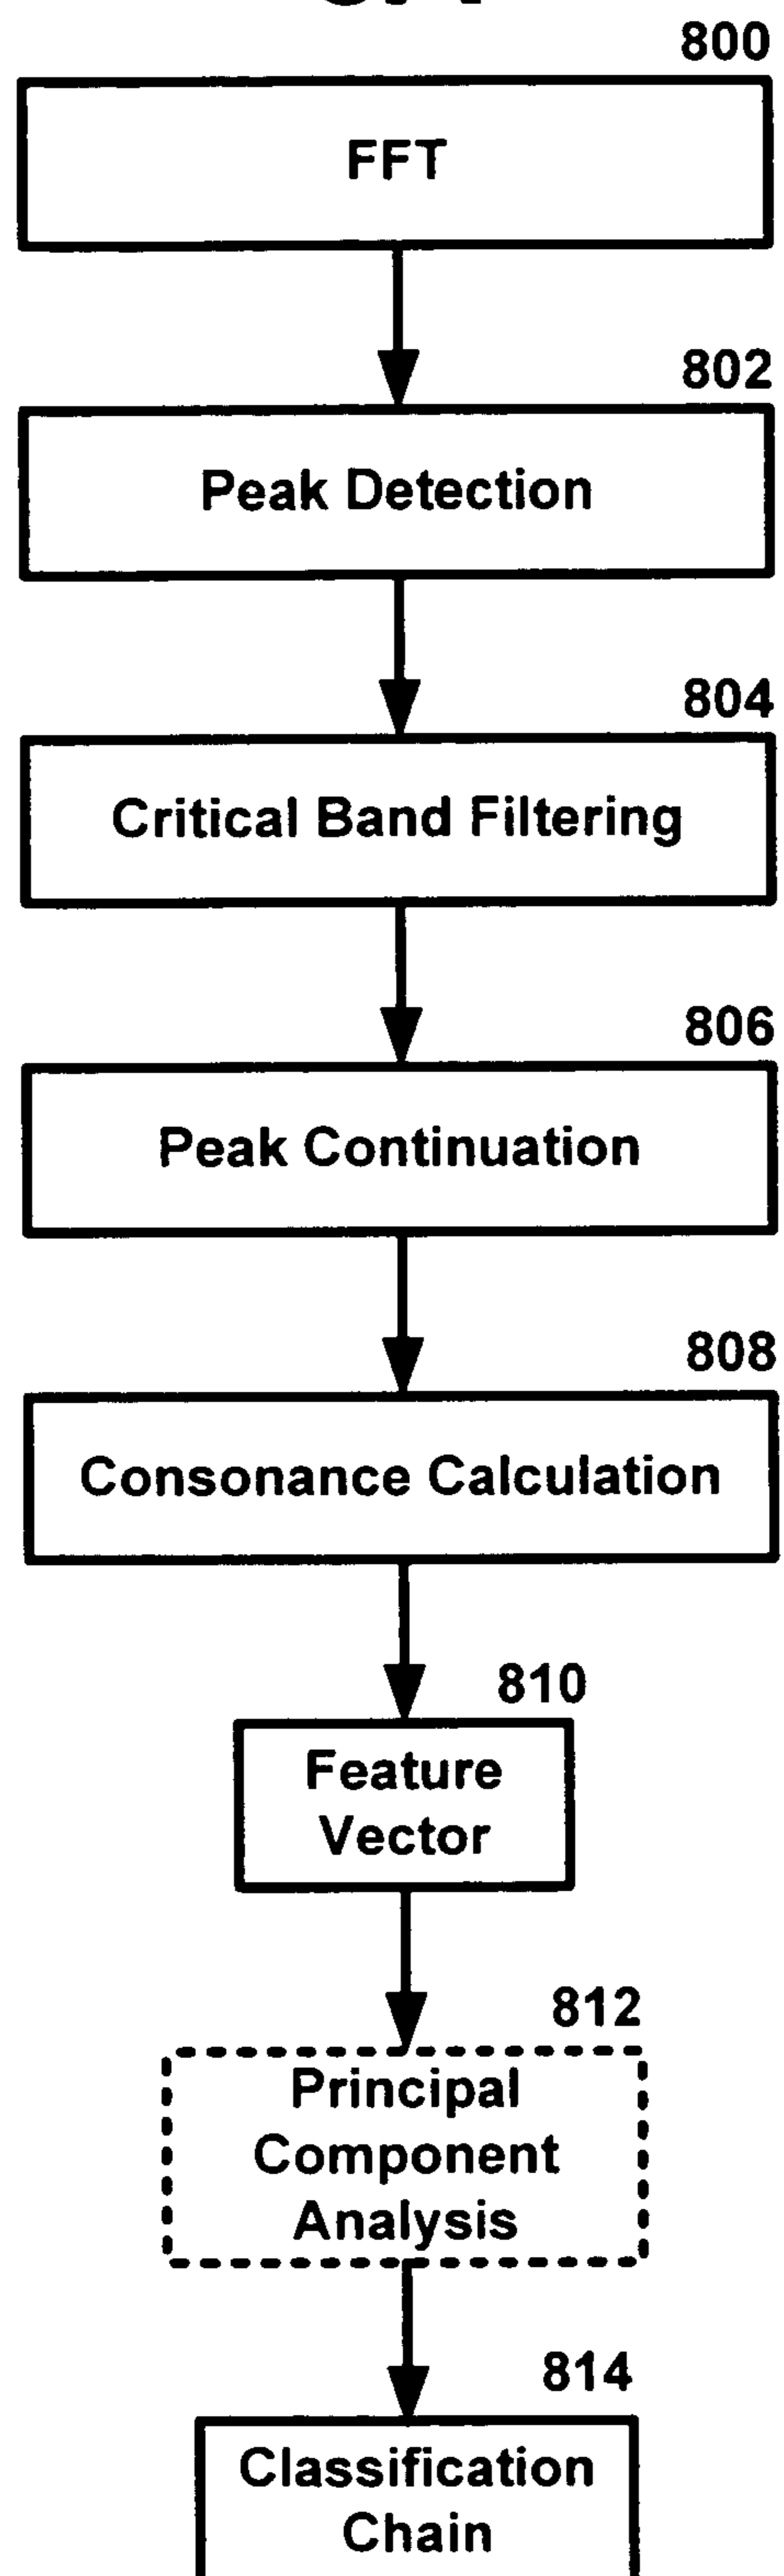 800
FFT
802
Peak Detection
804
Critical Band Filtering
806
Peak Continuation
808
Consonance Calculation
810
Feature
Vector
812
Principal
Component
Analysis
814
Classification
Chain